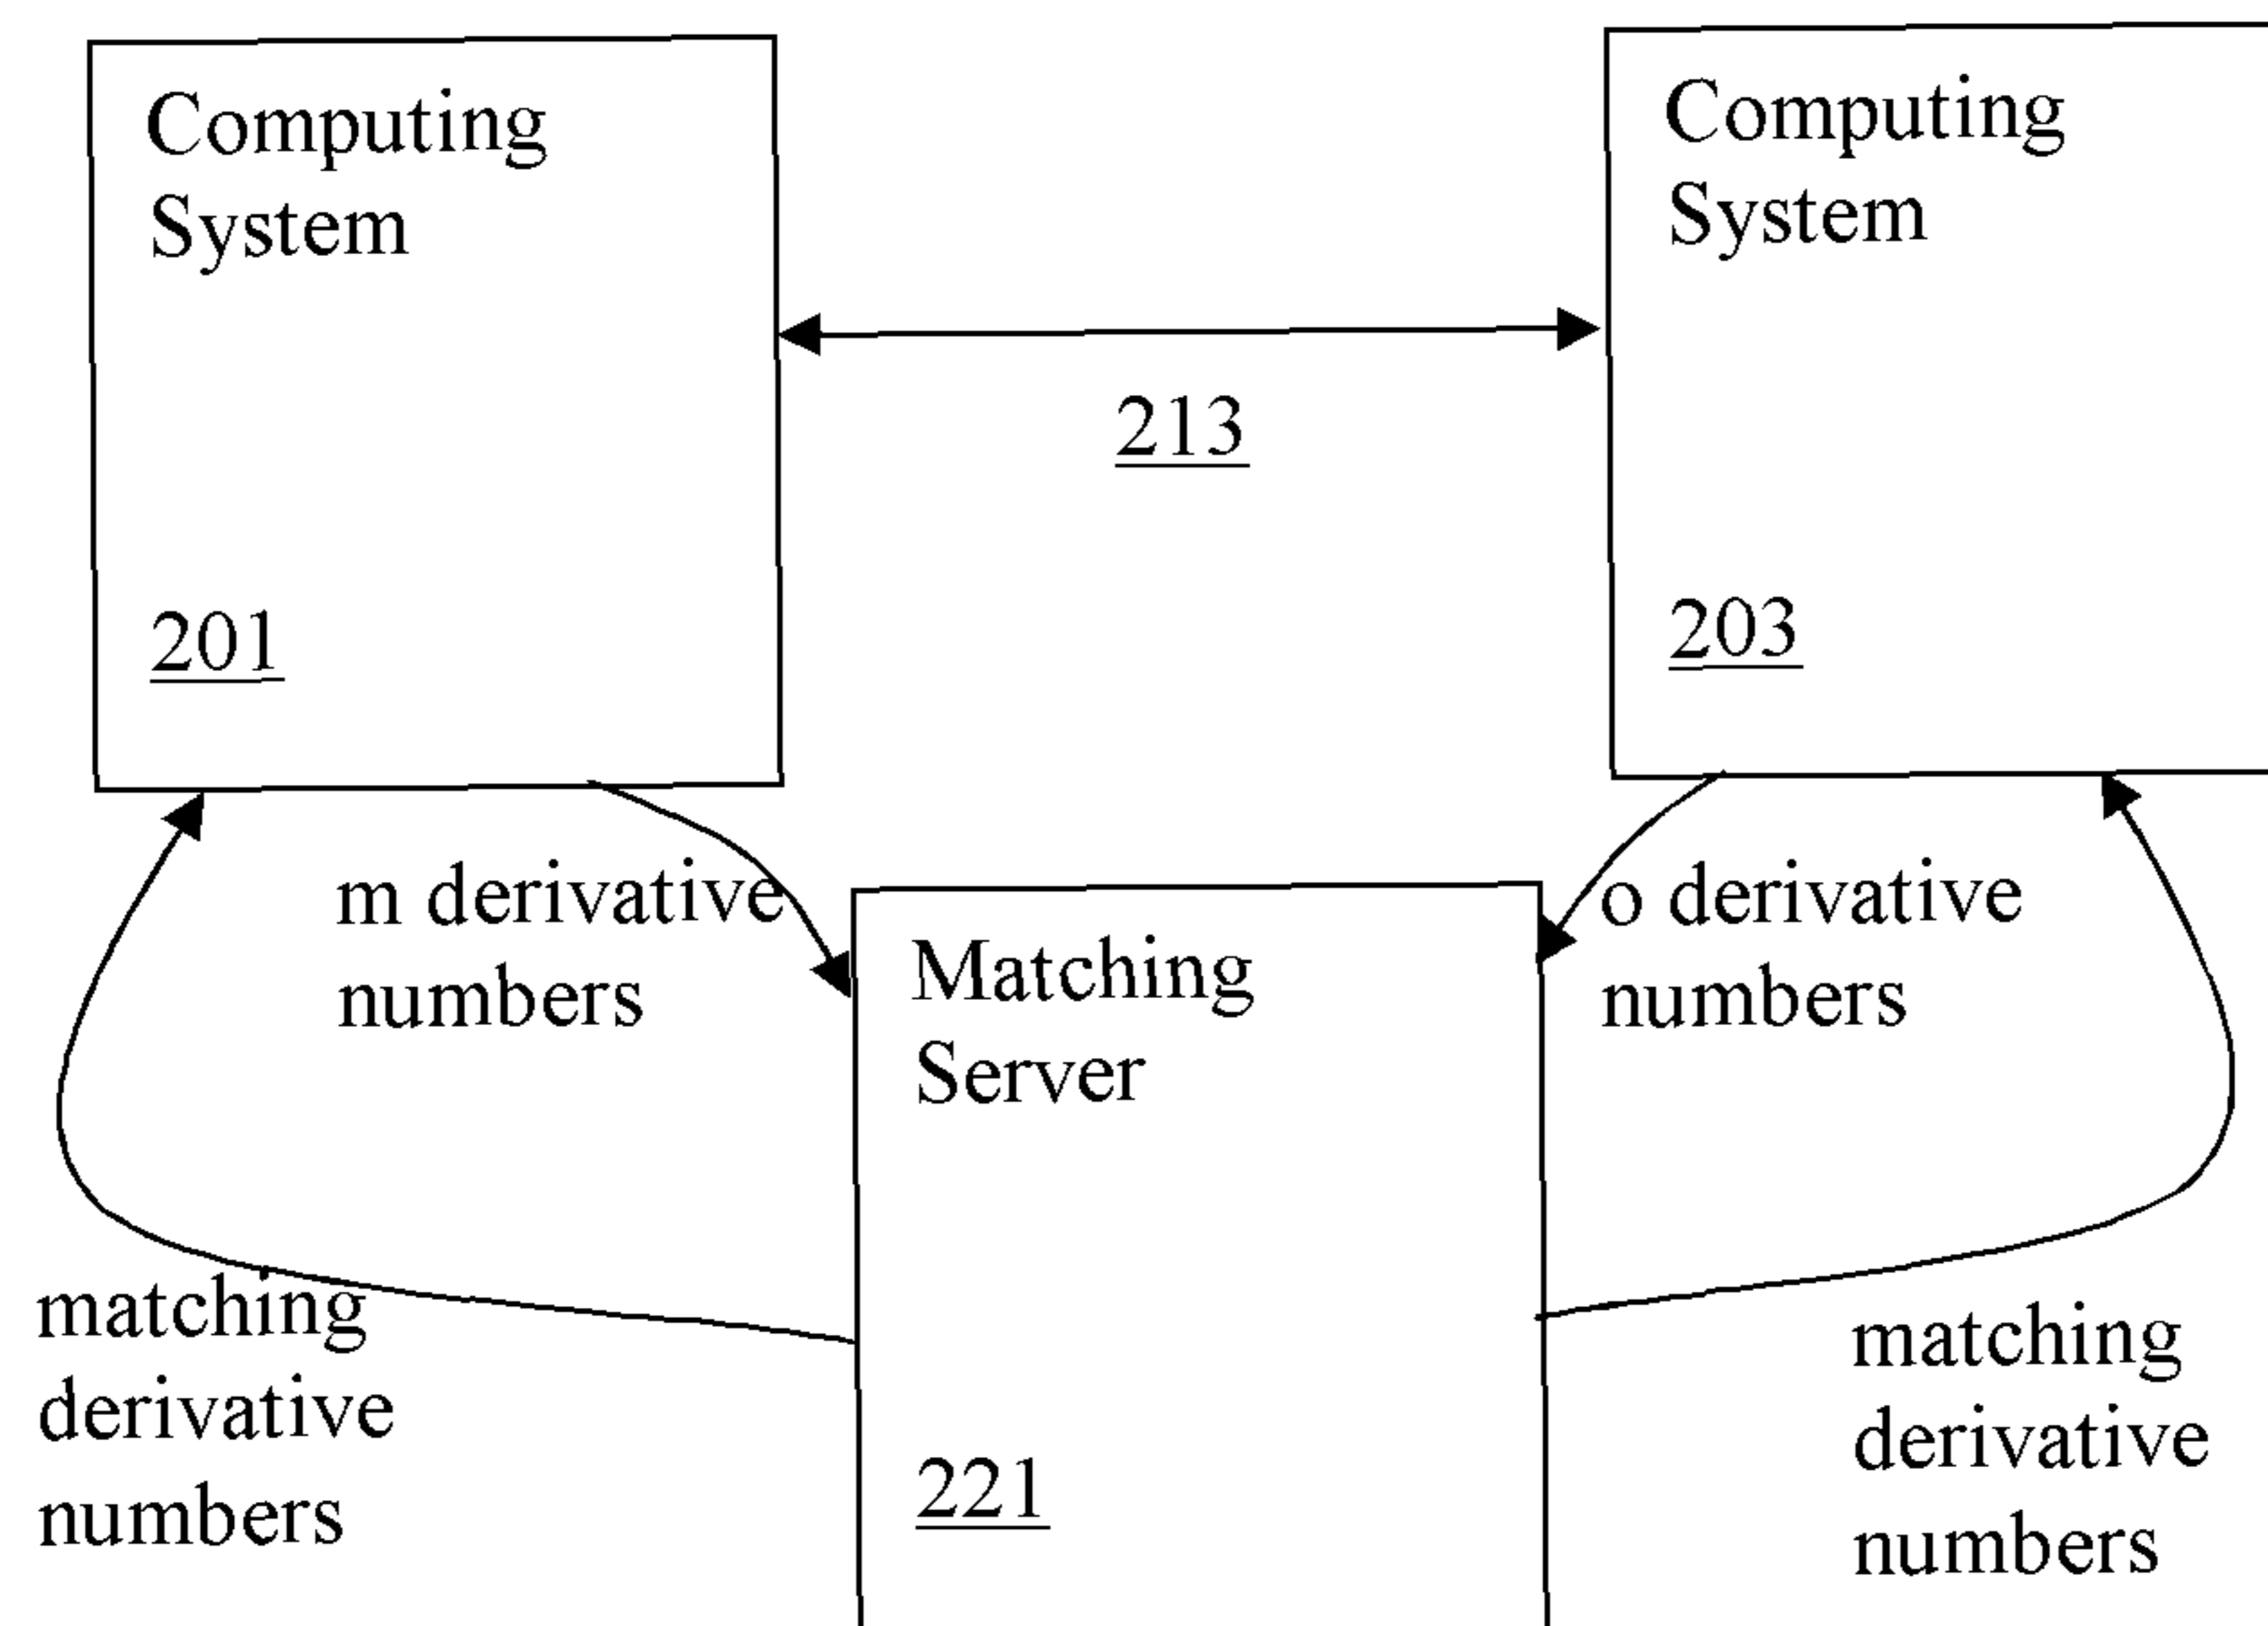 Computing
System
201
213
Computing
System
203
m derivative
numbers
Matching
Server
221
o derivative
numbers
matching
derivative
numbers
matching
derivative
numbers